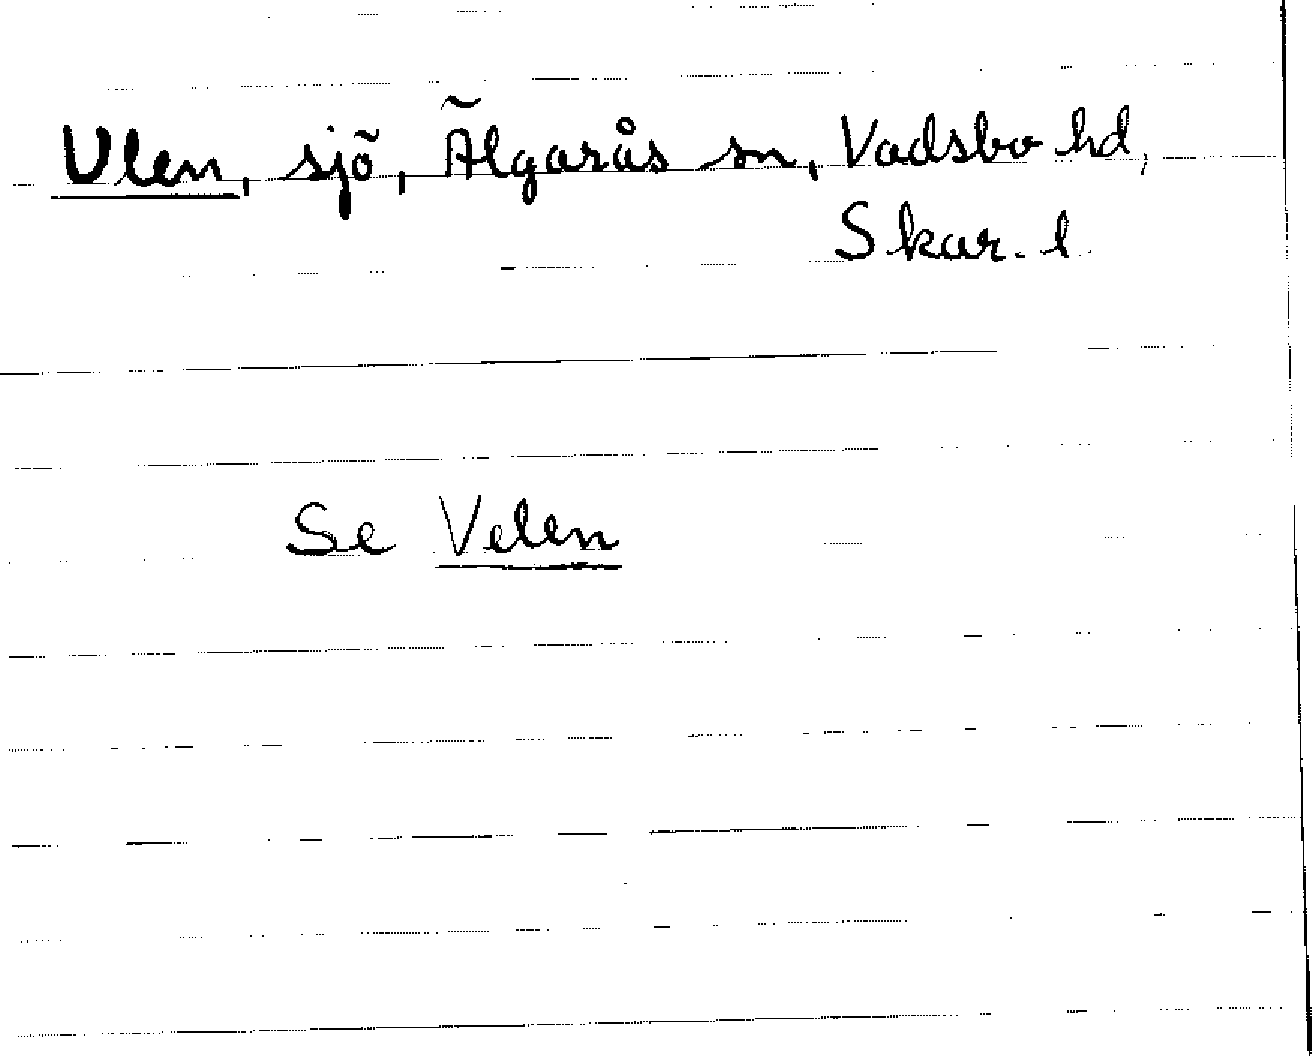 Ulen, sjö, Älgarås sn, Vadsbo hd,
Skar. l.
Se Velen